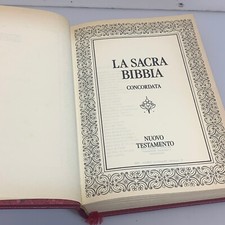 LA SACRA
BIBBIA
CONCORDATA
NUOVO
TESTAMENTO